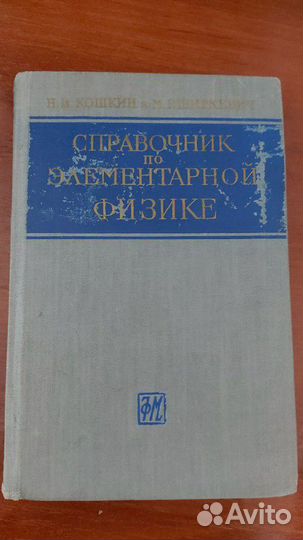 Н. И. КОШКИН и М. Г. ШИРКЕВИЧ
СПРАВОЧНИК
ПО
ЭЛЕМЕНТАРНОЙ
ФИЗИКЕ
ФМ
Avito